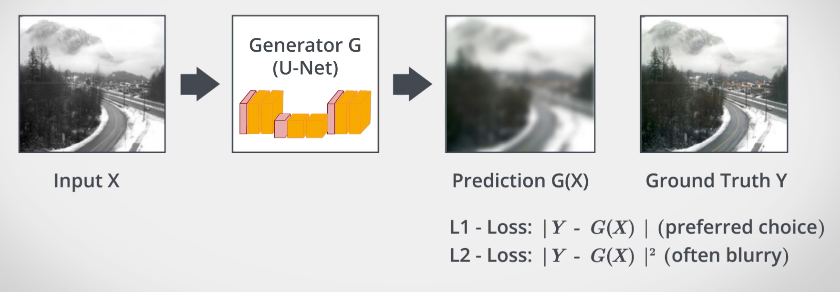 Generator G
(U-Net)
Input X
Prediction G(X)
Ground Truth Y
L1 - Loss: | Y - G(X) | (preferred choice)
L2 - Loss: | Y - G(X) |² (often blurry)